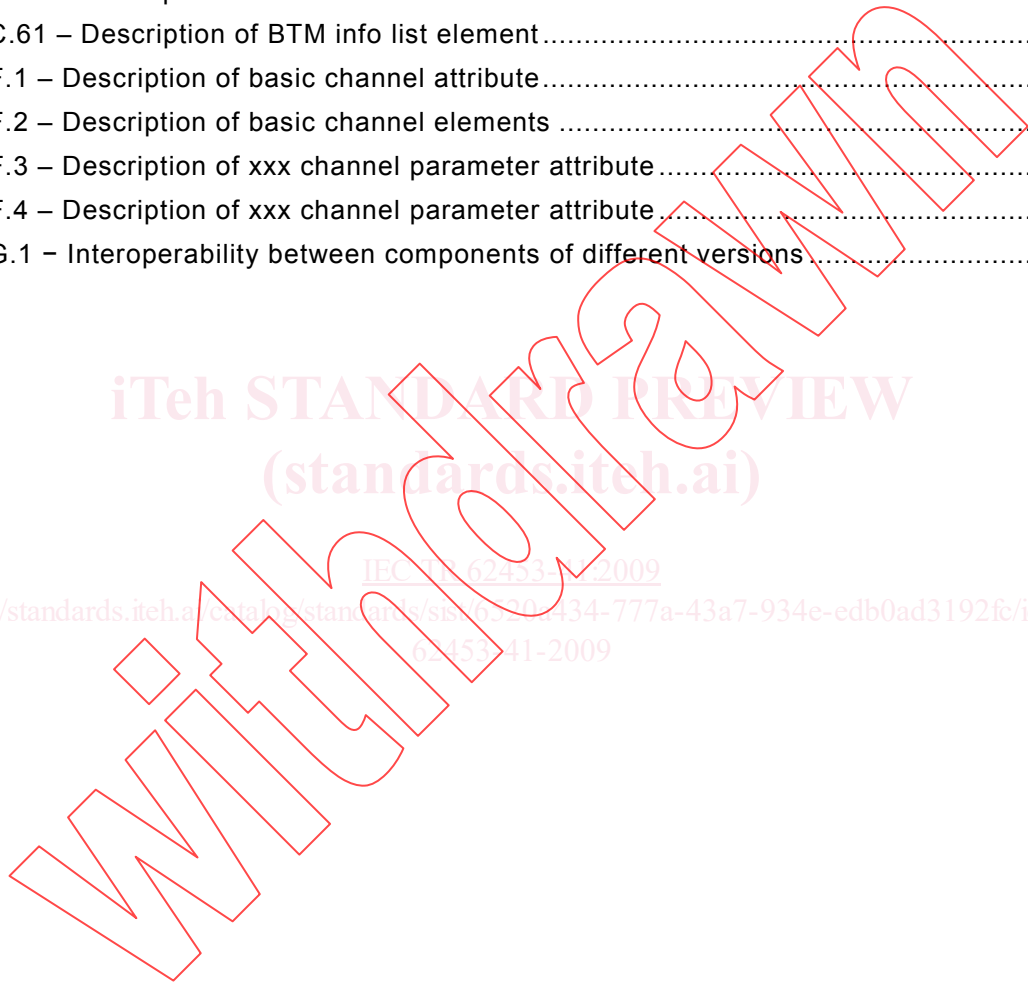 C.61 – Description of BTM info list element
F.1 – Description of basic channel attribute
F.2 – Description of basic channel elements
F.3 – Description of xxx channel parameter attribute
F.4 – Description of xxx channel parameter attribute
G.1 – Interoperability between components of different versions
iTeh STANDARD PREVIEW
(standards.iteh.ai)
IEC TR 62453-41:2009
/standards.iteh.ai/catalog/standards/sist/6520a434-777a-43a7-934e-edb0ad3192fc/i
62453-41-2009
withdrawn